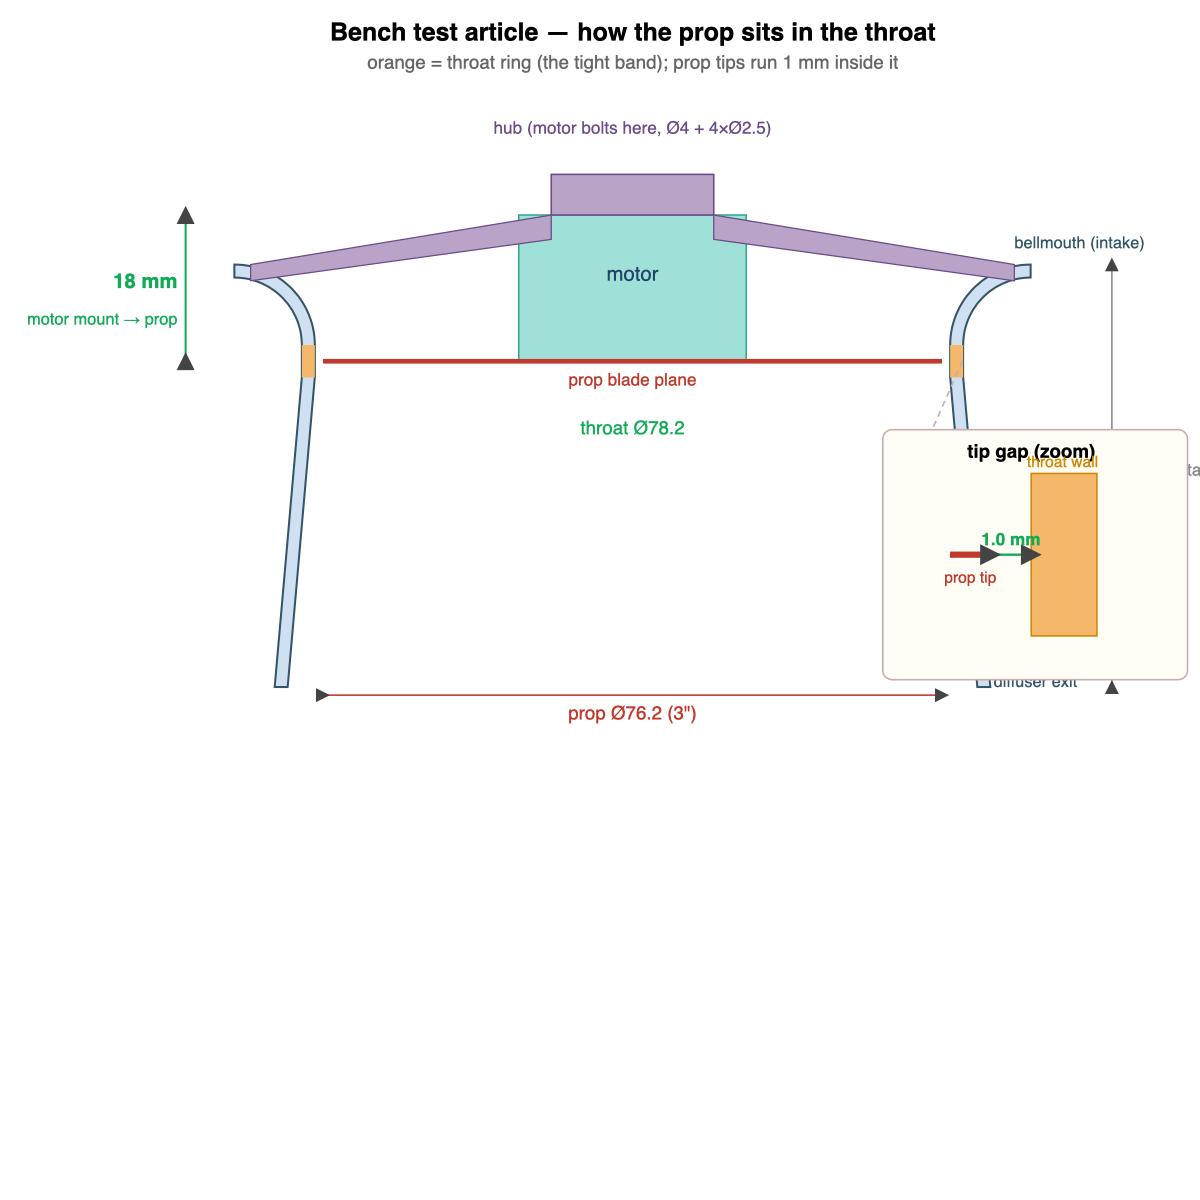 Bench test article — how the prop sits in the throat
orange = throat ring (the tight band); prop tips run 1 mm inside it
hub (motor bolts here, Ø4 + 4×Ø2.5)
bellmouth (intake)
motor
18 mm
motor mount → prop
prop blade plane
throat Ø78.2
tip gap (zoom)
throat wall
ta
1.0 mm
prop tip
diffuser exit
prop Ø76.2 (3")